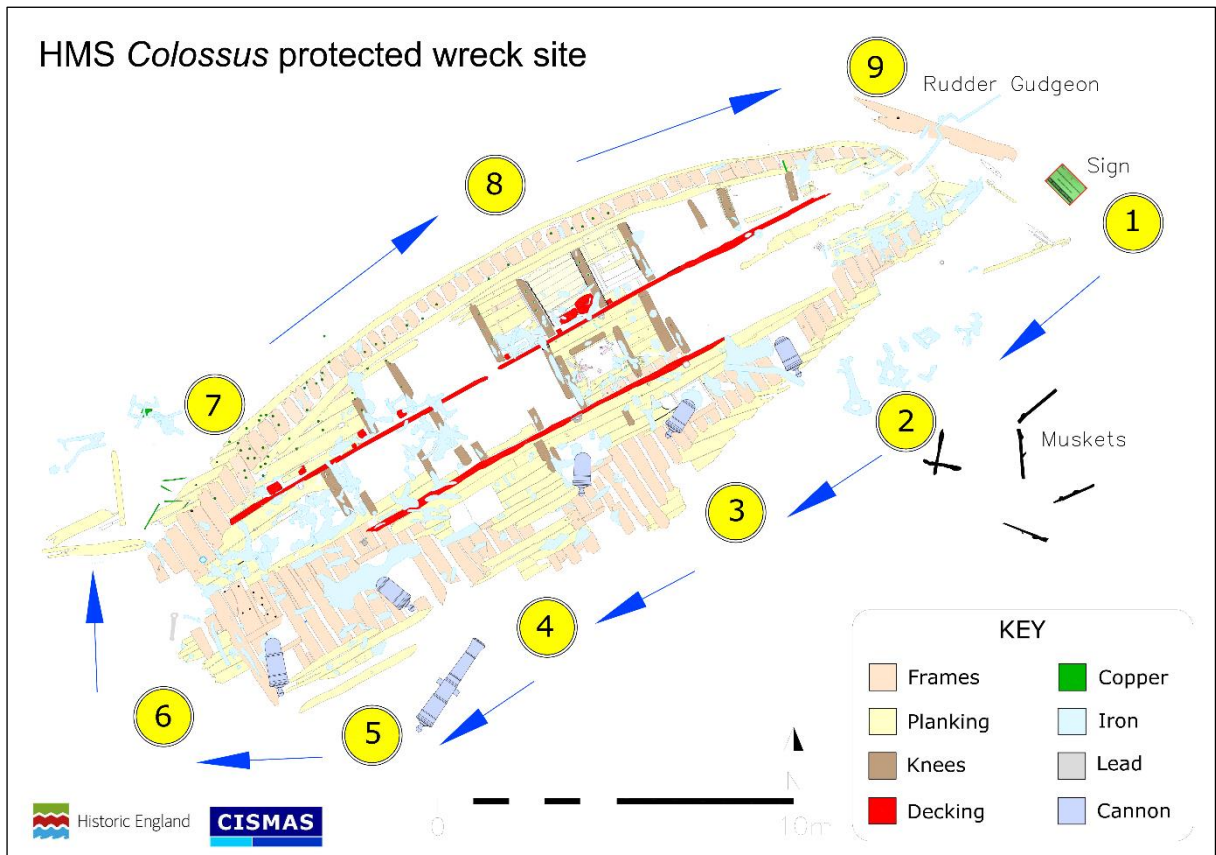 HMS Colossus protected wreck site
9
Rudder Gudgeon
8
Sign
1
7
2
Muskets
3
4
6
5
KEY
Frames
Copper
Planking
Iron
Knees
Lead
Decking
Cannon
N
0
10m
Historic England
CISMAS